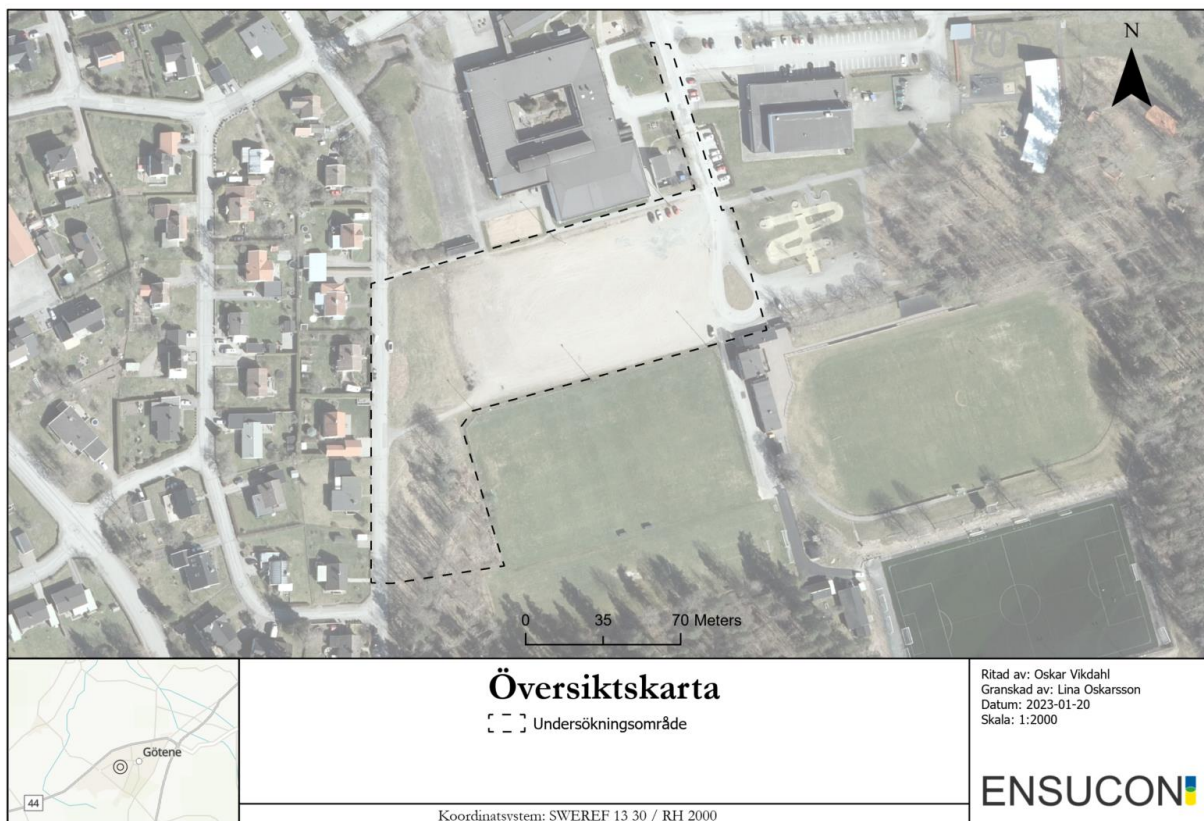 N
0 35 70 Meters
Översiktskarta
Undersökningsområde
Götene
44
Koordinatsystem: SWEREF 13 30 / RH 2000
Ritad av: Oskar Vikdahl
Granskad av: Lina Oskarsson
Datum: 2023-01-20
Skala: 1:2000
ENSUCON